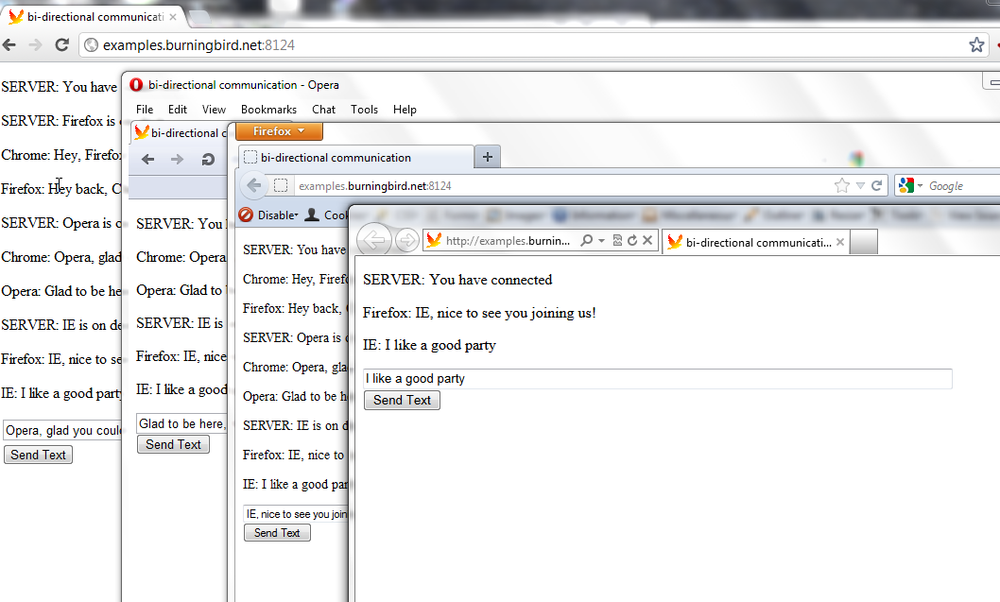 bi-directional communicati
examples.burningbird.net:8124
SERVER: You have
SERVER: Firefox is
Chrome: Hey, Firefo
Firefox: Hey back, C
SERVER: Opera is
Chrome: Opera, glad
Opera: Glad to be he
SERVER: IE is on de
Firefox: IE, nice to se
IE: I like a good party
Opera, glad you could
Send Text
bi-directional communication - Opera
File Edit View Bookmarks Chat Tools Help
bi-directional c
SERVER: You
Chrome: Opera
Opera: Glad to
SERVER: IE is
Firefox: IE, nice
IE: I like a good
Glad to be here,
Send Text
Firefox
bi-directional communication
examples.burningbird.net:8124
Google
Disable Cook
SERVER: You have
Chrome: Hey, Firefo
Firefox: Hey back,
SERVER: Opera is
Chrome: Opera, gla
Opera: Glad to be h
SERVER: IE is on
Firefox: IE, nice to
IE: I like a good par
IE, nice to see you join
Send Text
http://examples.burnin...
bi-directional communicati...
SERVER: You have connected
Firefox: IE, nice to see you joining us!
IE: I like a good party
I like a good party
Send Text